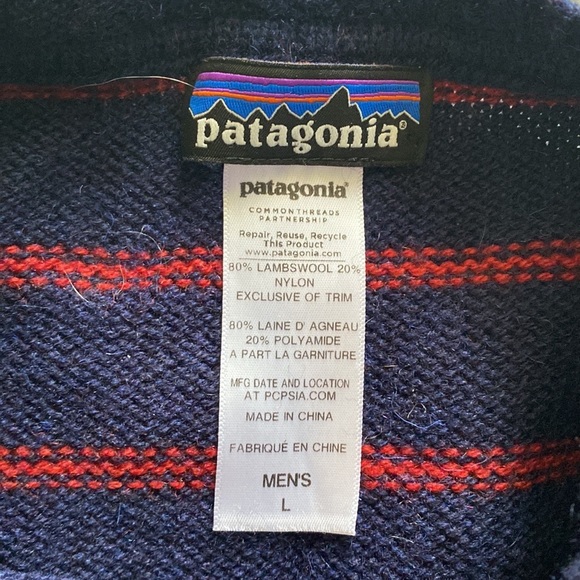 patagonia®
patagonia®
COMMONTHREADS
PARTNERSHIP
Repair, Reuse, Recycle
This Product
www.patagonia.com
80% LAMBSWOOL 20%
NYLON
EXCLUSIVE OF TRIM
80% LAINE D' AGNEAU
20% POLYAMIDE
A PART LA GARNITURE
MFG DATE AND LOCATION
AT PCPSIA.COM
MADE IN CHINA
FABRIQUÉ EN CHINE
MEN'S
L